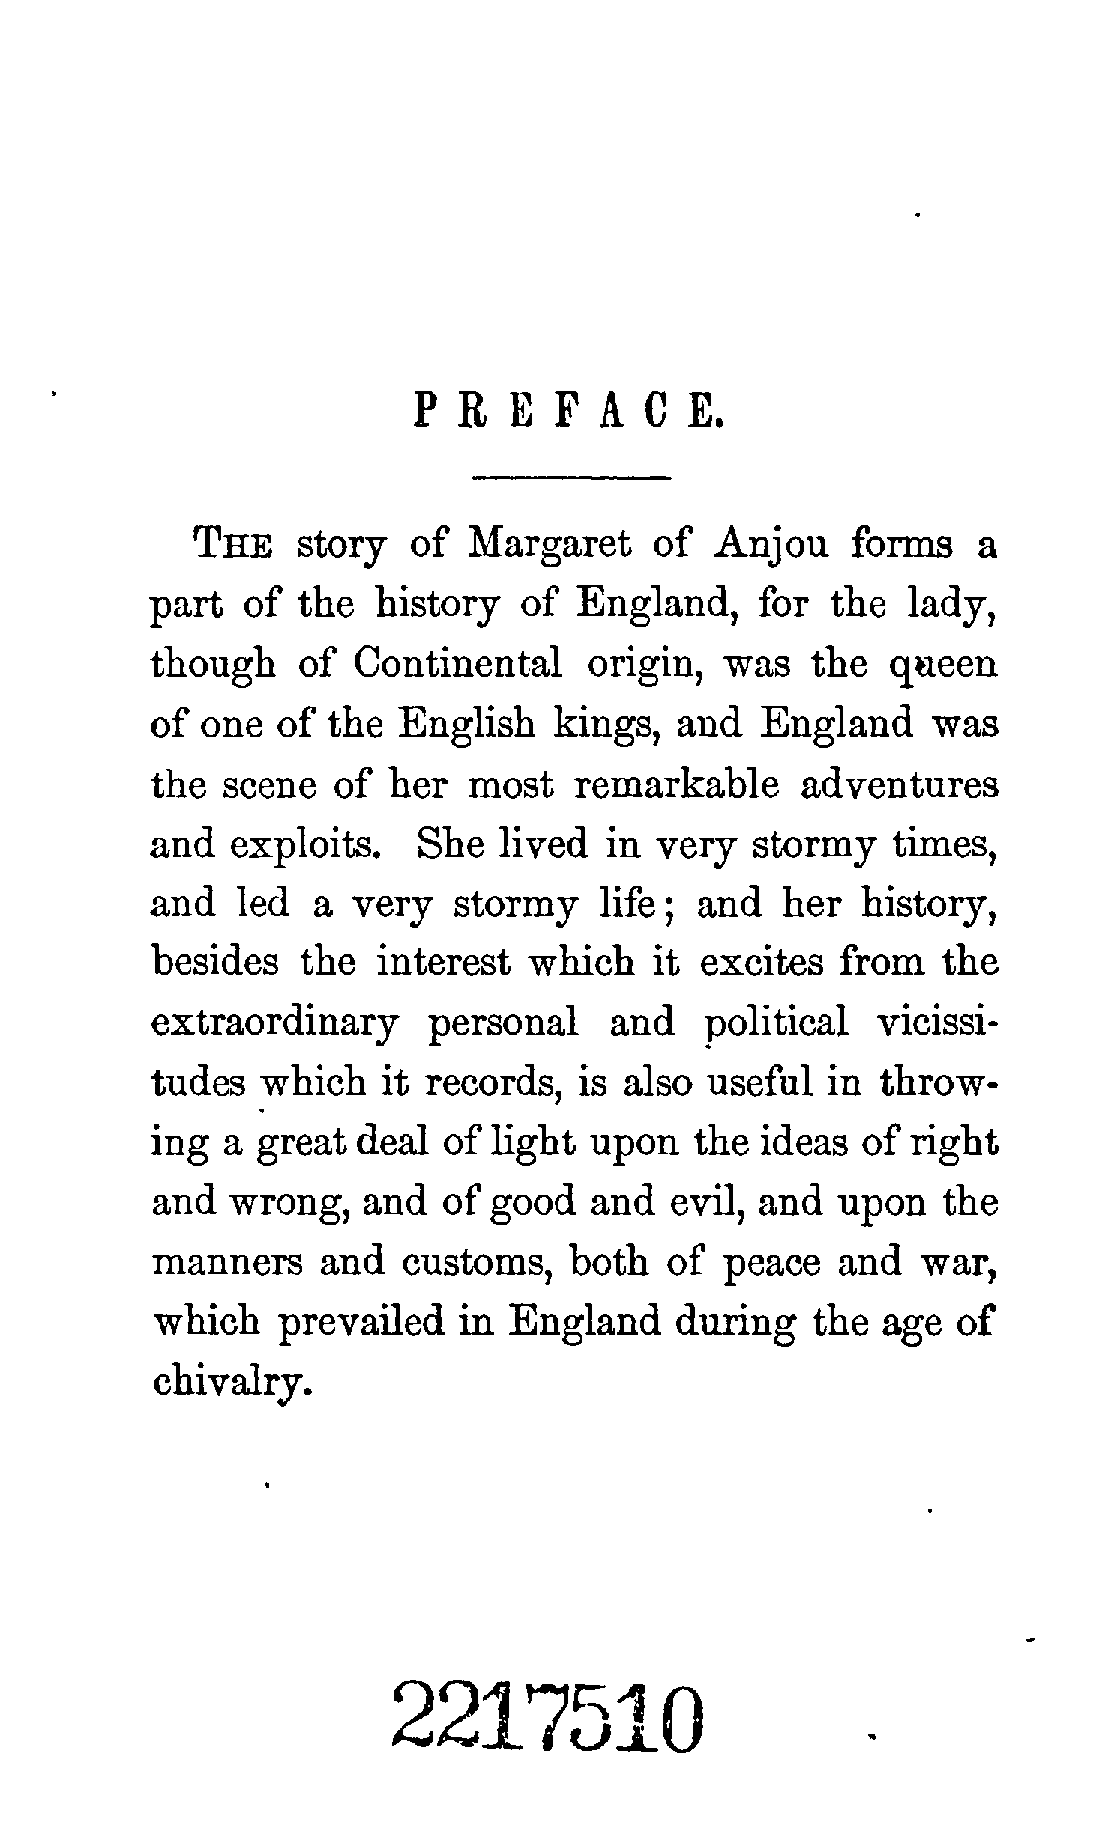 PREFACE.
THE story of Margaret of Anjou forms a
part of the history of England, for the lady,
though of Continental origin, was the queen
of one of the English kings, and England was
the scene of her most remarkable adventures
and exploits. She lived in very stormy times,
and led a very stormy life; and her history,
besides the interest which it excites from the
extraordinary personal and political vicissi-
tudes which it records, is also useful in throw-
ing a great deal of light upon the ideas of right
and wrong, and of good and evil, and upon the
manners and customs, both of peace and war,
which prevailed in England during the age of
chivalry.
2217510